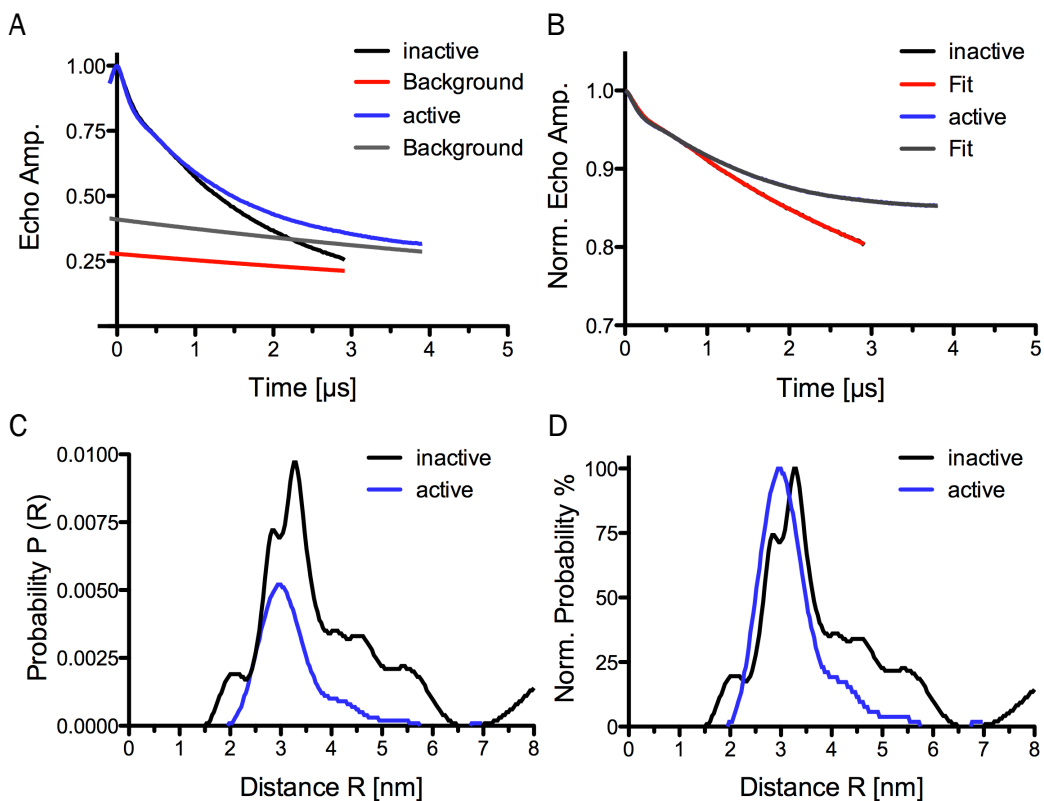 A
inactive
Background
active
Background
Echo Amp.
1.00
0.75
0.50
0.25
0 1 2 3 4 5
Time [µs]
B
inactive
Fit
active
Fit
Norm. Echo Amp.
1.0
0.9
0.8
0.7
0 1 2 3 4 5
Time [µs]
C
inactive
active
Probability P (R)
0.0100
0.0075
0.0050
0.0025
0.0000
0 1 2 3 4 5 6 7 8
Distance R [nm]
D
inactive
active
Norm. Probability %
100
75
50
25
0
0 1 2 3 4 5 6 7 8
Distance R [nm]